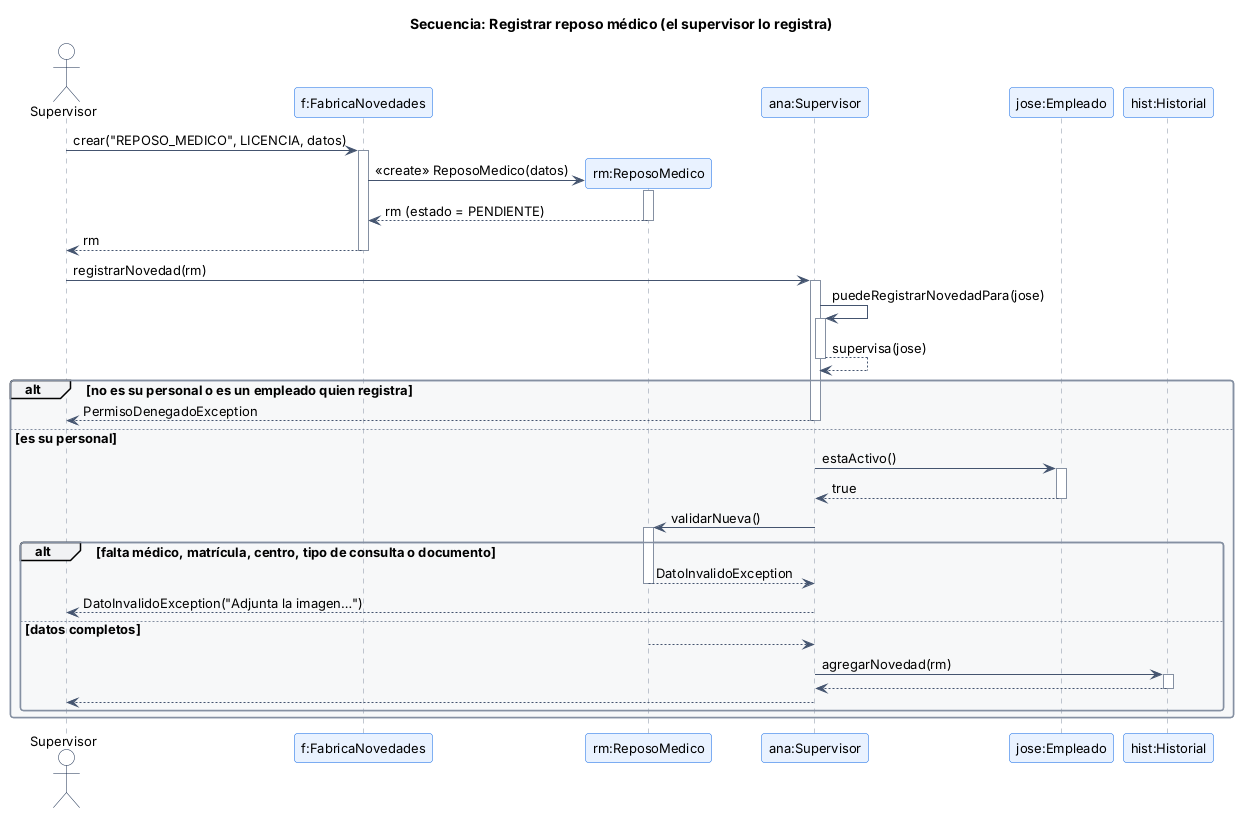 Secuencia: Registrar reposo médico (el supervisor lo registra)
Supervisor
f:FabricaNovedades
ana:Supervisor
jose:Empleado
hist:Historial
crear("REPOSO_MEDICO", LICENCIA, datos)
«create» ReposoMedico(datos)
rm:ReposoMedico
rm (estado = PENDIENTE)
rm
registrarNovedad(rm)
puedeRegistrarNovedadPara(jose)
supervisa(jose)
alt
[no es su personal o es un empleado quien registra]
PermisoDenegadoException
[es su personal]
estaActivo()
true
validarNueva()
alt
[falta médico, matrícula, centro, tipo de consulta o documento]
DatoInvalidoException
DatoInvalidoException("Adjunta la imagen...")
[datos completos]
agregarNovedad(rm)
Supervisor
f:FabricaNovedades
rm:ReposoMedico
ana:Supervisor
jose:Empleado
hist:Historial